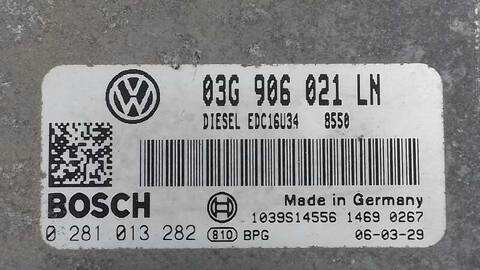 03G 906 021 LN
DIESEL EDC16U34 8550
BOSCH
Made in Germany
1039S14556 1469 0267
0 281 013 282 810 BPG 06-03-29